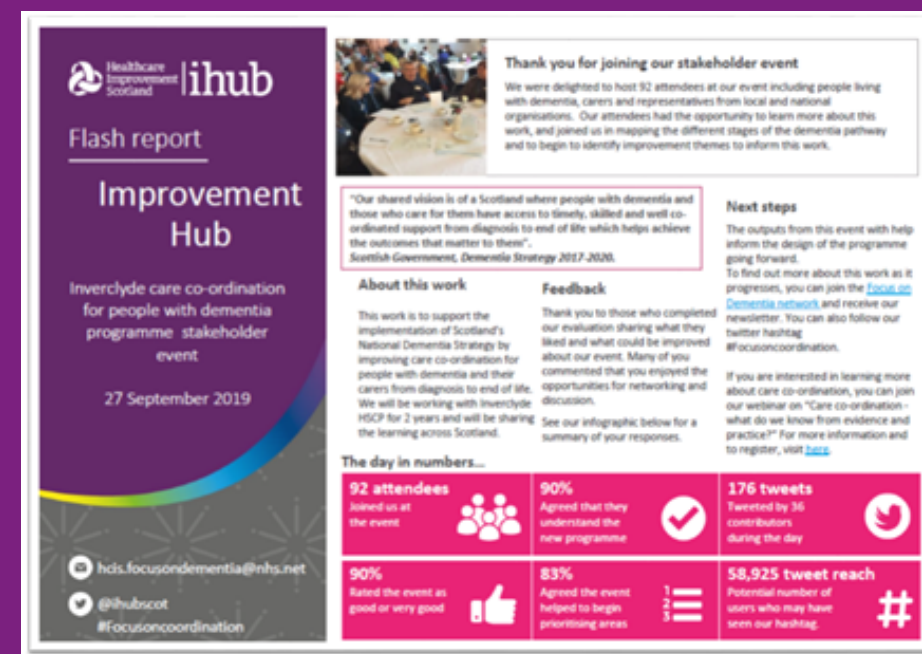 Healthcare
Improvement
Scotland
ihub
Flash report
Improvement
Hub
Inverclyde care co-ordination
for people with dementia
programme stakeholder
event
27 September 2019
hcis.focusondementia@nhs.net
@ihubscot
#Focusoncoordination
Thank you for joining our stakeholder event
We were delighted to host 92 attendees at our event including people living
with dementia, carers and representatives from local and national
organisations. Our attendees had the opportunity to learn more about this
work, and joined us in mapping the different stages of the dementia pathway
and to begin to identify improvement themes to inform this work.
"Our shared vision is of a Scotland where people with dementia and
those who care for them have access to timely, skilled and well co-
ordinated support from diagnosis to end of life which helps achieve
the outcomes that matter to them".
Scottish Government, Dementia Strategy 2017-2020.
About this work
This work is to support the
implementation of Scotland's
National Dementia Strategy by
improving care co-ordination for
people with dementia and their
carers from diagnosis to end of life.
We will be working with Inverclyde
HSCP for 2 years and will be sharing
the learning across Scotland.
Feedback
Thank you to those who completed
our evaluation sharing what they
liked and what could be improved
about our event. Many of you
commented that you enjoyed the
opportunities for networking and
discussion.
See our infographic below for a
summary of your responses.
Next steps
The outputs from this event with help
inform the design of the programme
going forward.
To find out more about this work as it
progresses, you can join the Focus on
Dementia network and receive our
newsletter. You can also follow our
twitter hashtag
#Focusoncoordination.
If you are interested in learning more
about care co-ordination, you can join
our webinar on "Care co-ordination -
what do we know from evidence and
practice?" For more information and
to register, visit here.
The day in numbers...
92 attendees
Joined us at
the event
90%
Agreed that they
understand the
new programme
176 tweets
Tweeted by 36
contributors
during the day
90%
Rated the event as
good or very good
83%
Agreed the event
helped to begin
prioritising areas
1
2
3
58,925 tweet reach
Potential number of
users who may have
seen our hashtag.
#